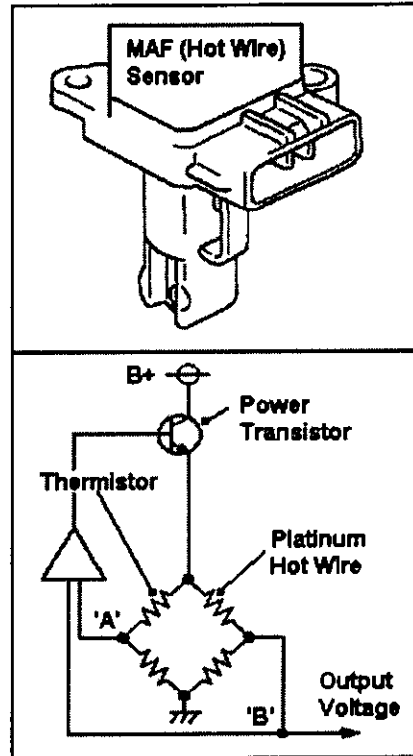 MAF (Hot Wire)
Sensor
B+
Power
Transistor
Thermistor
Platinum
Hot Wire
'A'
Output
Voltage
'B'